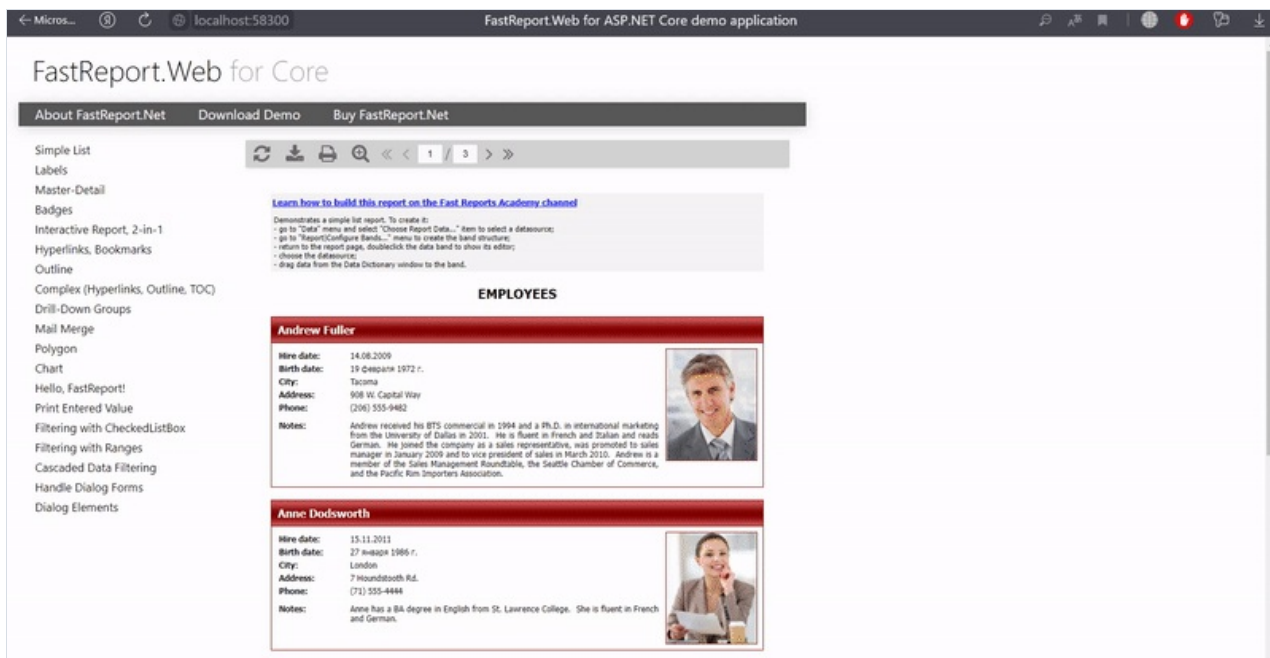 ← Micros... Я localhost:58300 FastReport.Web for ASP.NET Core demo application
FastReport.Web for Core
About FastReport.Net Download Demo Buy FastReport.Net
Simple List
Labels
Master-Detail
Badges
Interactive Report, 2-in-1
Hyperlinks, Bookmarks
Outline
Complex (Hyperlinks, Outline, TOC)
Drill-Down Groups
Mail Merge
Polygon
Chart
Hello, FastReport!
Print Entered Value
Filtering with CheckedListBox
Filtering with Ranges
Cascaded Data Filtering
Handle Dialog Forms
Dialog Elements
« < 1 / 3 > »
Learn how to build this report on the Fast Reports Academy channel
Demonstrates a simple list report. To create it:
- go to "Data" menu and select "Choose Report Data..." item to select a datasource;
- go to "Report|Configure Bands..." menu to create the band structure;
- return to the report page, doubleclick the data band to show its editor;
- choose the datasource;
- drag data from the Data Dictionary window to the band.
EMPLOYEES
Andrew Fuller
Hire date: 14.08.2009
Birth date: 19 февраля 1972 г.
City: Tacoma
Address: 908 W. Capital Way
Phone: (206) 555-9482
Notes: Andrew received his BTS commercial in 1994 and a Ph.D. in international marketing
from the University of Dallas in 2001. He is fluent in French and Italian and reads
German. He joined the company as a sales representative, was promoted to sales
manager in January 2009 and to vice president of sales in March 2010. Andrew is a
member of the Sales Management Roundtable, the Seattle Chamber of Commerce,
and the Pacific Rim Importers Association.
Anne Dodsworth
Hire date: 15.11.2011
Birth date: 27 января 1986 г.
City: London
Address: 7 Houndstooth Rd.
Phone: (71) 555-4444
Notes: Anne has a BA degree in English from St. Lawrence College. She is fluent in French
and German.